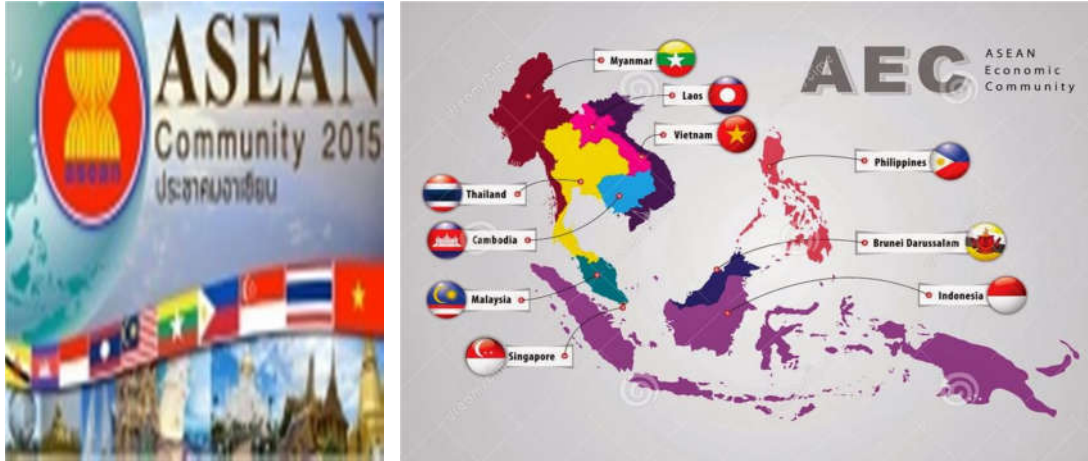 ASEAN
Community 2015
ประชาคมอาเซียน
asean
AEC
ASEAN
Economic
Community
Myanmar
Laos
Vietnam
Philippines
Thailand
Cambodia
Brunei Darussalam
Malaysia
Indonesia
Singapore